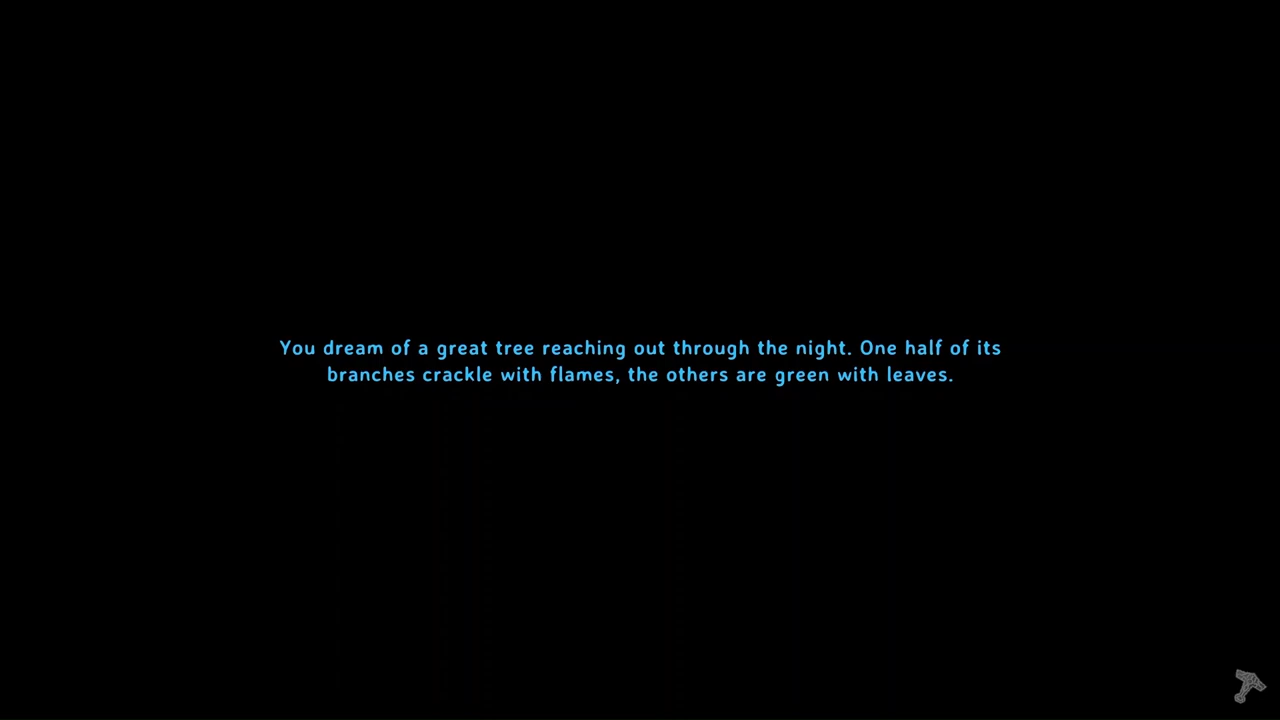 You dream of a great tree reaching out through the night. One half of its
branches crackle with flames, the others are green with leaves.